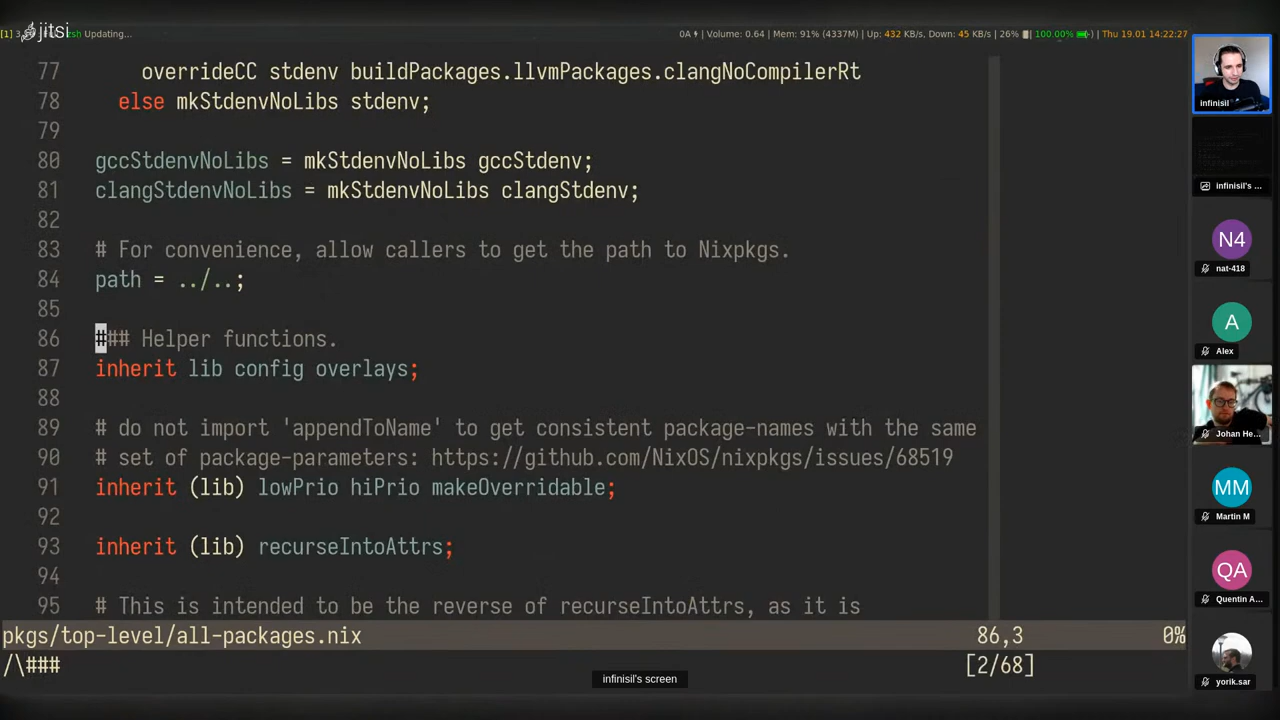 jitsi
[1] 3 zsh Updating... 0A Volume: 0.64 | Mem: 91% (4337M) | Up: 432 KB/s, Down: 45 KB/s | 26% | 100.00% | Thu 19.01 14:22:27
77 overrideCC stdenv buildPackages.llvmPackages.clangNoCompilerRt
78 else mkStdenvNoLibs stdenv;
79
80 gccStdenvNoLibs = mkStdenvNoLibs gccStdenv;
81 clangStdenvNoLibs = mkStdenvNoLibs clangStdenv;
82
83 # For convenience, allow callers to get the path to Nixpkgs.
84 path = ../..;
85
86 ### Helper functions.
87 inherit lib config overlays;
88
89 # do not import 'appendToName' to get consistent package-names with the same
90 # set of package-parameters: https://github.com/NixOS/nixpkgs/issues/68519
91 inherit (lib) lowPrio hiPrio makeOverridable;
92
93 inherit (lib) recurseIntoAttrs;
94
95 # This is intended to be the reverse of recurseIntoAttrs, as it is
pkgs/top-level/all-packages.nix 86,3 0%
/\### [2/68]
infinisil's screen
infinisil
infinisil's ...
N4
nat-418
A
Alex
Johan He...
MM
Martin M
QA
Quentin A...
yorik.sar